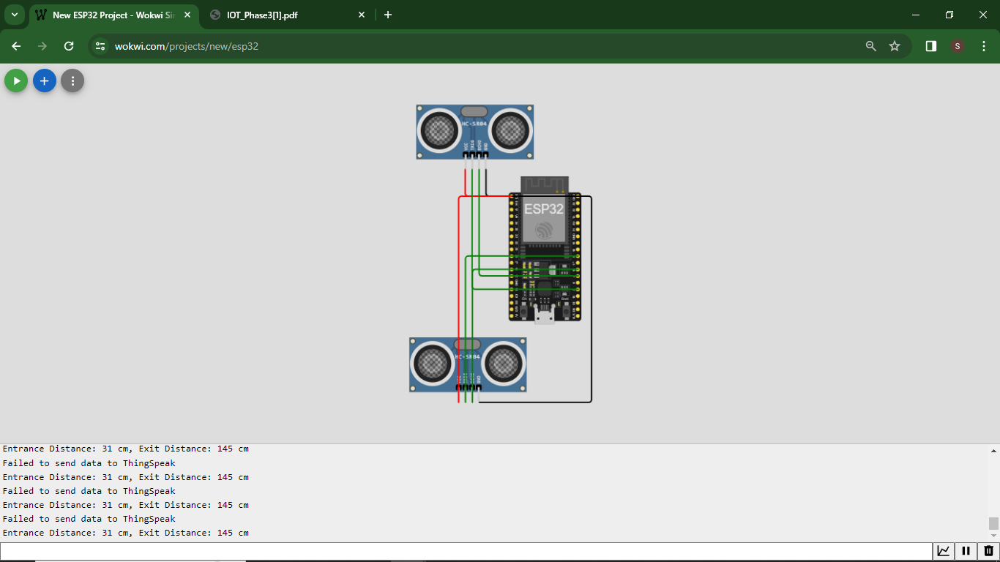 New ESP32 Project - Wokwi Sir
IOT_Phase3[1].pdf
wokwi.com/projects/new/esp32
S
HC-SR04
VCC
TRIG
ECHO
GND
ESP32
HC-SR04
GND
Entrance Distance: 31 cm, Exit Distance: 145 cm
Failed to send data to ThingSpeak
Entrance Distance: 31 cm, Exit Distance: 145 cm
Failed to send data to ThingSpeak
Entrance Distance: 31 cm, Exit Distance: 145 cm
Failed to send data to ThingSpeak
Entrance Distance: 31 cm, Exit Distance: 145 cm